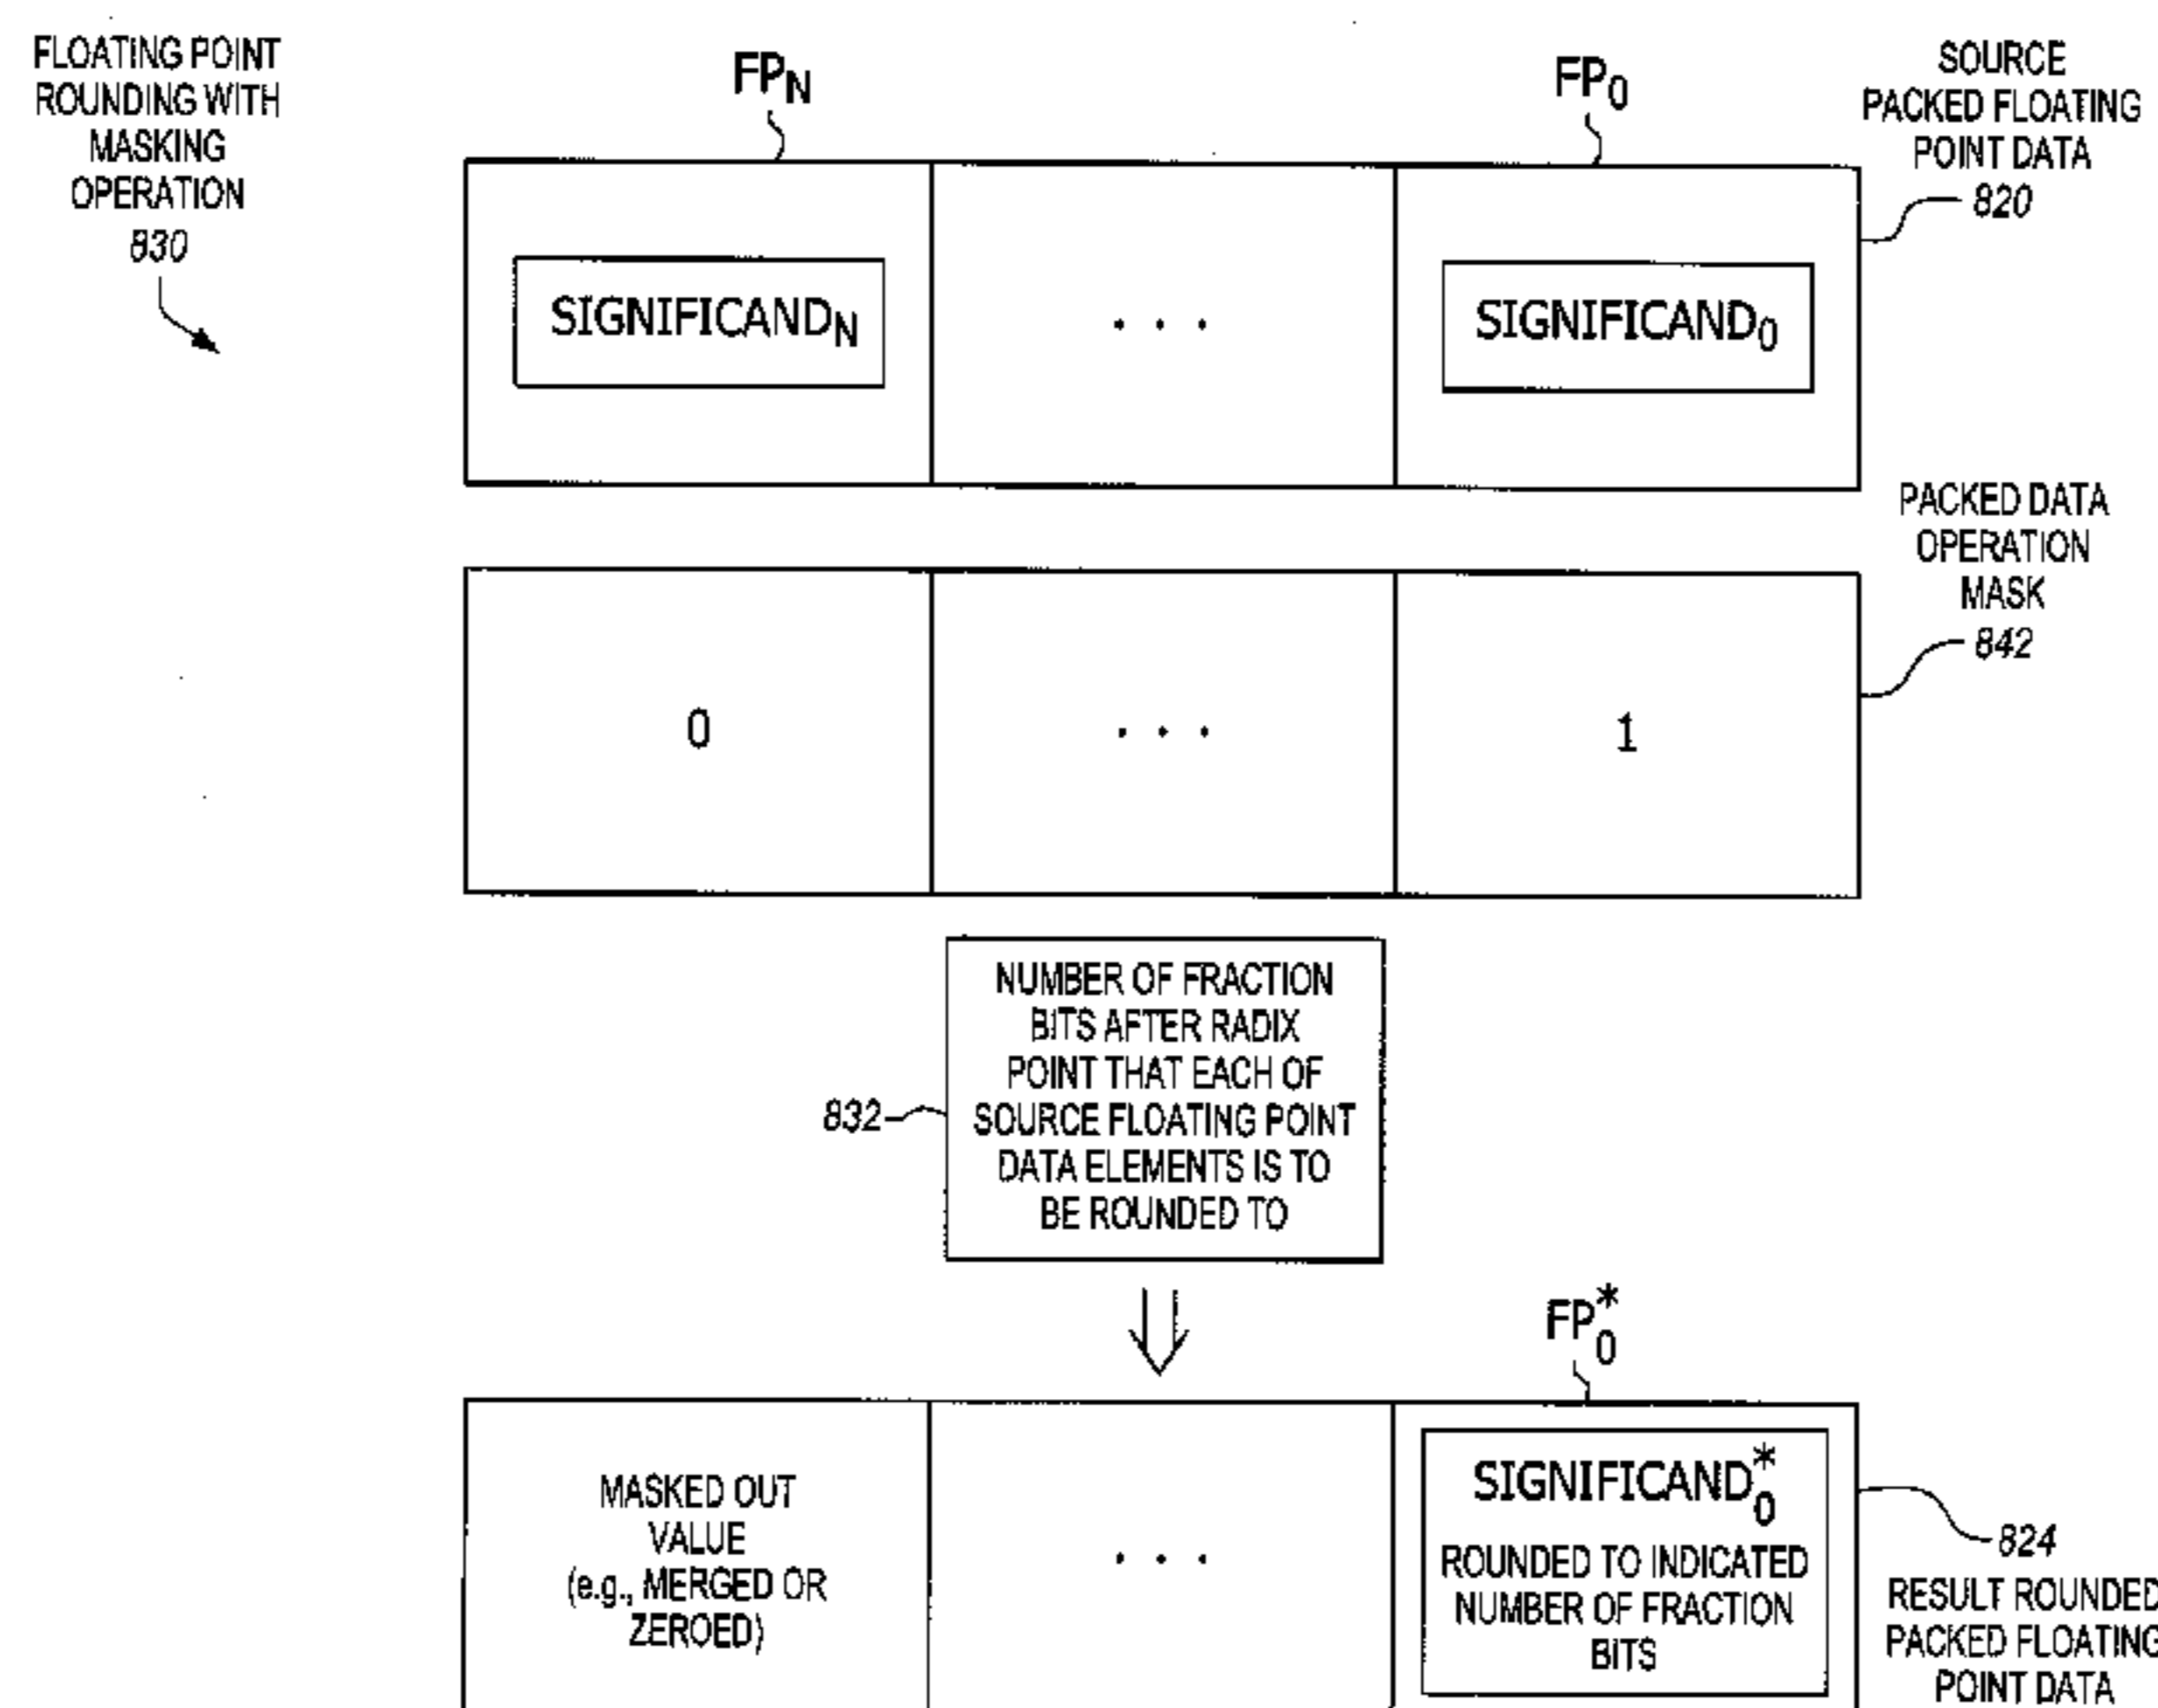 FLOATING POINT
ROUNDING WITH
MASKING
OPERATION
830
FPN
FP0
SOURCE
PACKED FLOATING
POINT DATA
820
SIGNIFICANDN
. . .
SIGNIFICAND0
PACKED DATA
OPERATION
MASK
842
0
. . .
1
NUMBER OF FRACTION
BITS AFTER RADIX
POINT THAT EACH OF
SOURCE FLOATING POINT
DATA ELEMENTS IS TO
BE ROUNDED TO
832
FP*0
MASKED OUT
VALUE
(e.g., MERGED OR
ZEROED)
. . .
SIGNIFICAND*0
ROUNDED TO INDICATED
NUMBER OF FRACTION
BITS
824
RESULT ROUNDED
PACKED FLOATING
POINT DATA